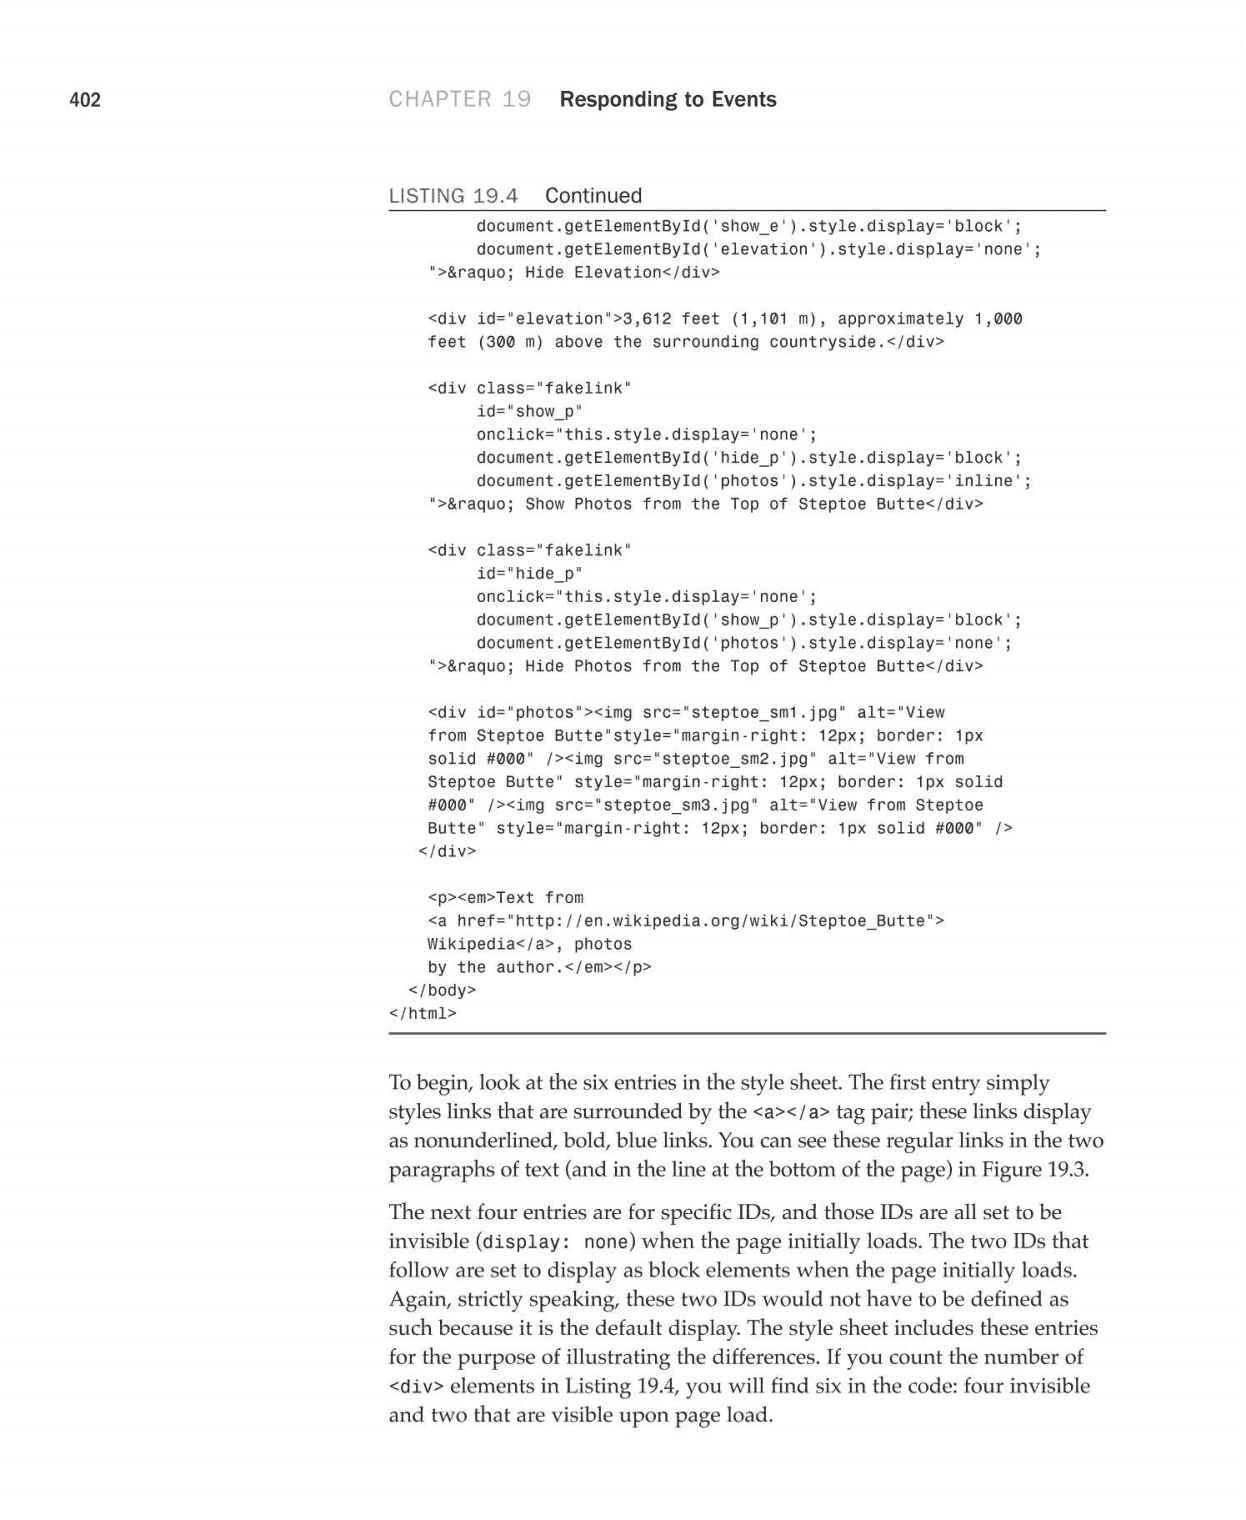 402
CHAPTER 19 Responding to Events
LISTING 19.4 Continued
document.getElementById('show_e').style.display='block';
document.getElementById('elevation').style.display='none';
">&raquo; Hide Elevation</div>
<div id="elevation">3,612 feet (1,101 m), approximately 1,000
feet (300 m) above the surrounding countryside.</div>
<div class="fakelink"
id="show_p"
onclick="this.style.display='none';
document.getElementById('hide_p').style.display='block';
document.getElementById('photos').style.display='inline';
">&raquo; Show Photos from the Top of Steptoe Butte</div>
<div class="fakelink"
id="hide_p"
onclick="this.style.display='none';
document.getElementById('show_p').style.display='block';
document.getElementById('photos').style.display='none';
">&raquo; Hide Photos from the Top of Steptoe Butte</div>
<div id="photos"><img src="steptoe_sm1.jpg" alt="View
from Steptoe Butte"style="margin-right: 12px; border: 1px
solid #000" /><img src="steptoe_sm2.jpg" alt="View from
Steptoe Butte" style="margin-right: 12px; border: 1px solid
#000" /><img src="steptoe_sm3.jpg" alt="View from Steptoe
Butte" style="margin-right: 12px; border: 1px solid #000" />
</div>
<p><em>Text from
<a href="http://en.wikipedia.org/wiki/Steptoe_Butte">
Wikipedia</a>, photos
by the author.</em></p>
</body>
</html>
To begin, look at the six entries in the style sheet. The first entry simply
styles links that are surrounded by the <a></a> tag pair; these links display
as nonunderlined, bold, blue links. You can see these regular links in the two
paragraphs of text (and in the line at the bottom of the page) in Figure 19.3.
The next four entries are for specific IDs, and those IDs are all set to be
invisible (display: none) when the page initially loads. The two IDs that
follow are set to display as block elements when the page initially loads.
Again, strictly speaking, these two IDs would not have to be defined as
such because it is the default display. The style sheet includes these entries
for the purpose of illustrating the differences. If you count the number of
<div> elements in Listing 19.4, you will find six in the code: four invisible
and two that are visible upon page load.